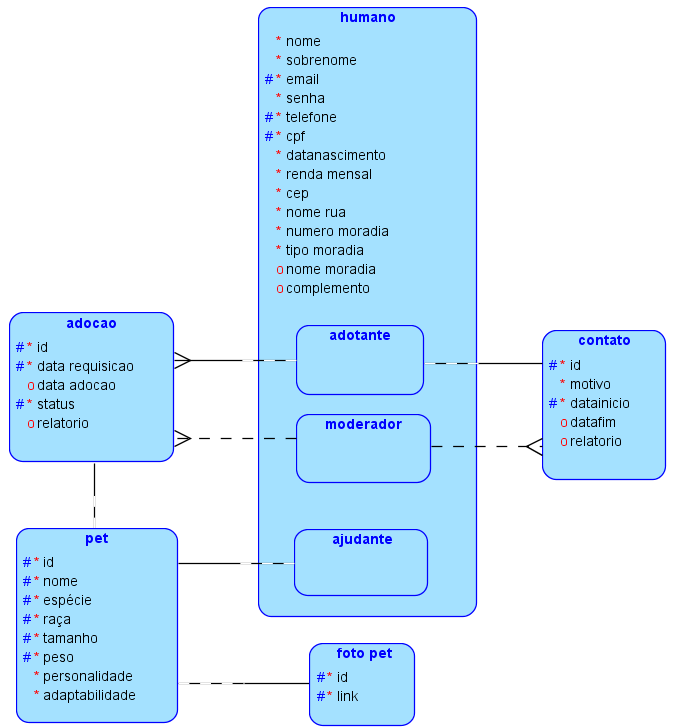 humano
* nome
* sobrenome
#* email
* senha
#* telefone
#* cpf
* datanascimento
* renda mensal
* cep
* nome rua
* numero moradia
* tipo moradia
o nome moradia
o complemento
adotante
moderador
ajudante
adocao
#* id
#* data requisicao
o data adocao
#* status
o relatorio
contato
#* id
* motivo
#* datainicio
o datafim
o relatorio
pet
#* id
#* nome
#* espécie
#* raça
#* tamanho
#* peso
* personalidade
* adaptabilidade
foto pet
#* id
#* link